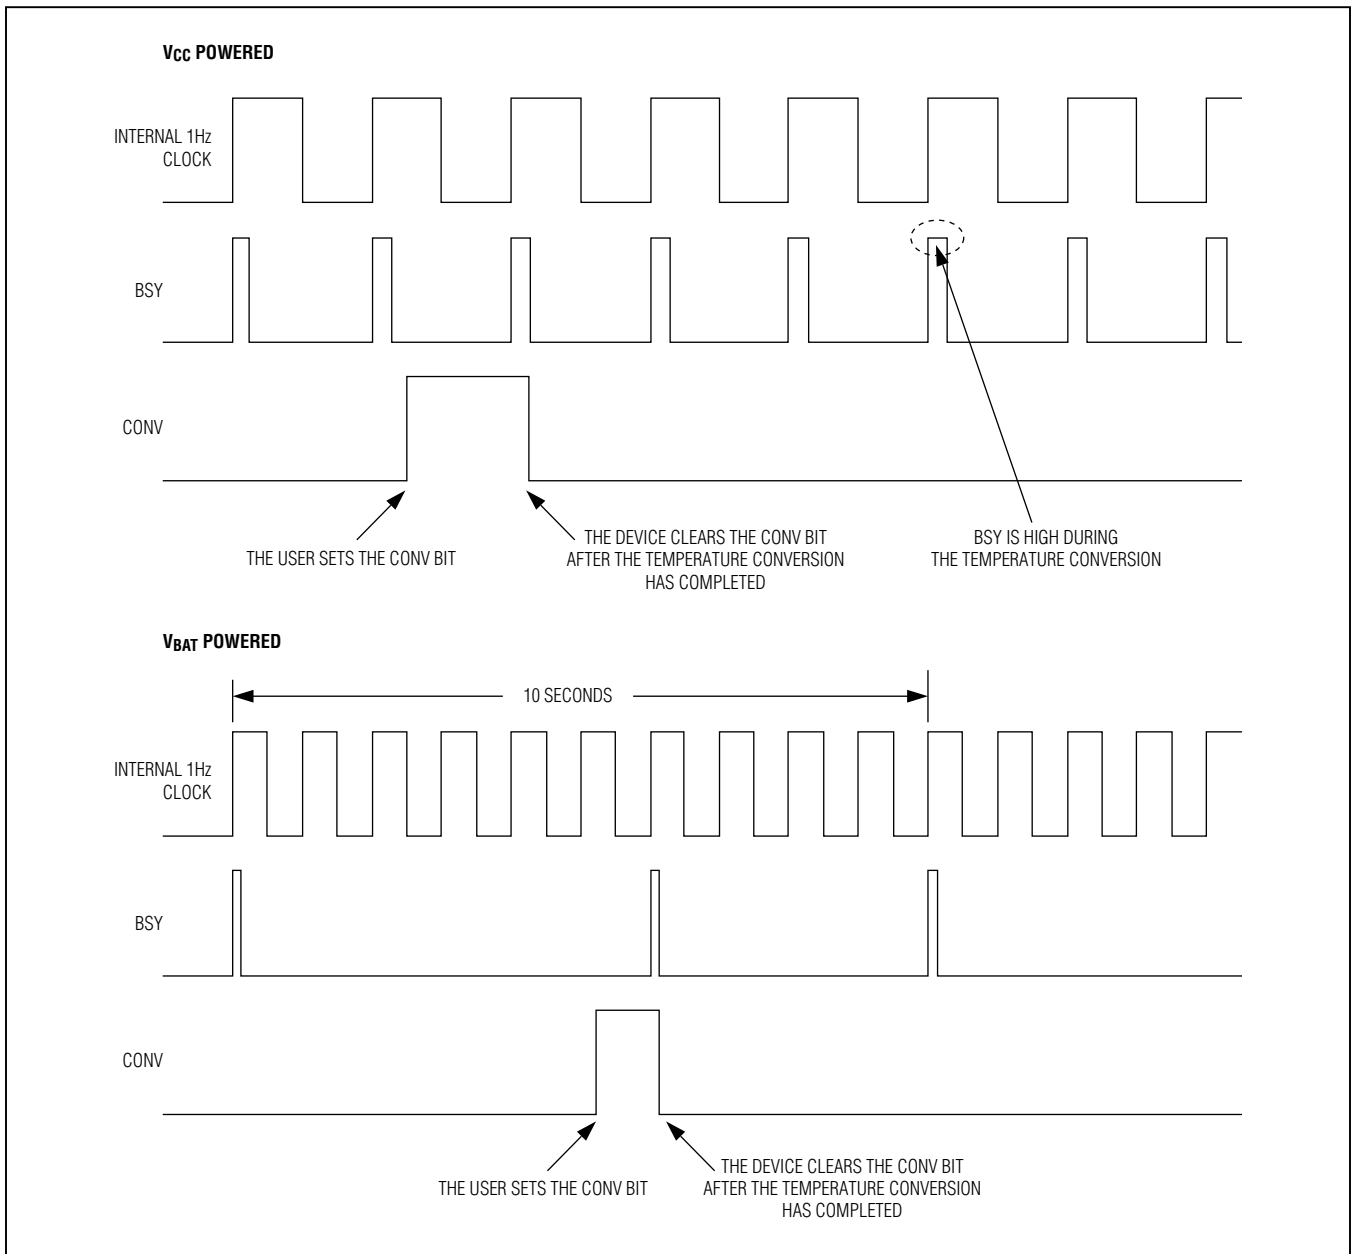 VCC POWERED
INTERNAL 1Hz
CLOCK
BSY
CONV
THE USER SETS THE CONV BIT
THE DEVICE CLEARS THE CONV BIT
AFTER THE TEMPERATURE CONVERSION
HAS COMPLETED
BSY IS HIGH DURING
THE TEMPERATURE CONVERSION
VBAT POWERED
10 SECONDS
INTERNAL 1Hz
CLOCK
BSY
CONV
THE USER SETS THE CONV BIT
THE DEVICE CLEARS THE CONV BIT
AFTER THE TEMPERATURE CONVERSION
HAS COMPLETED